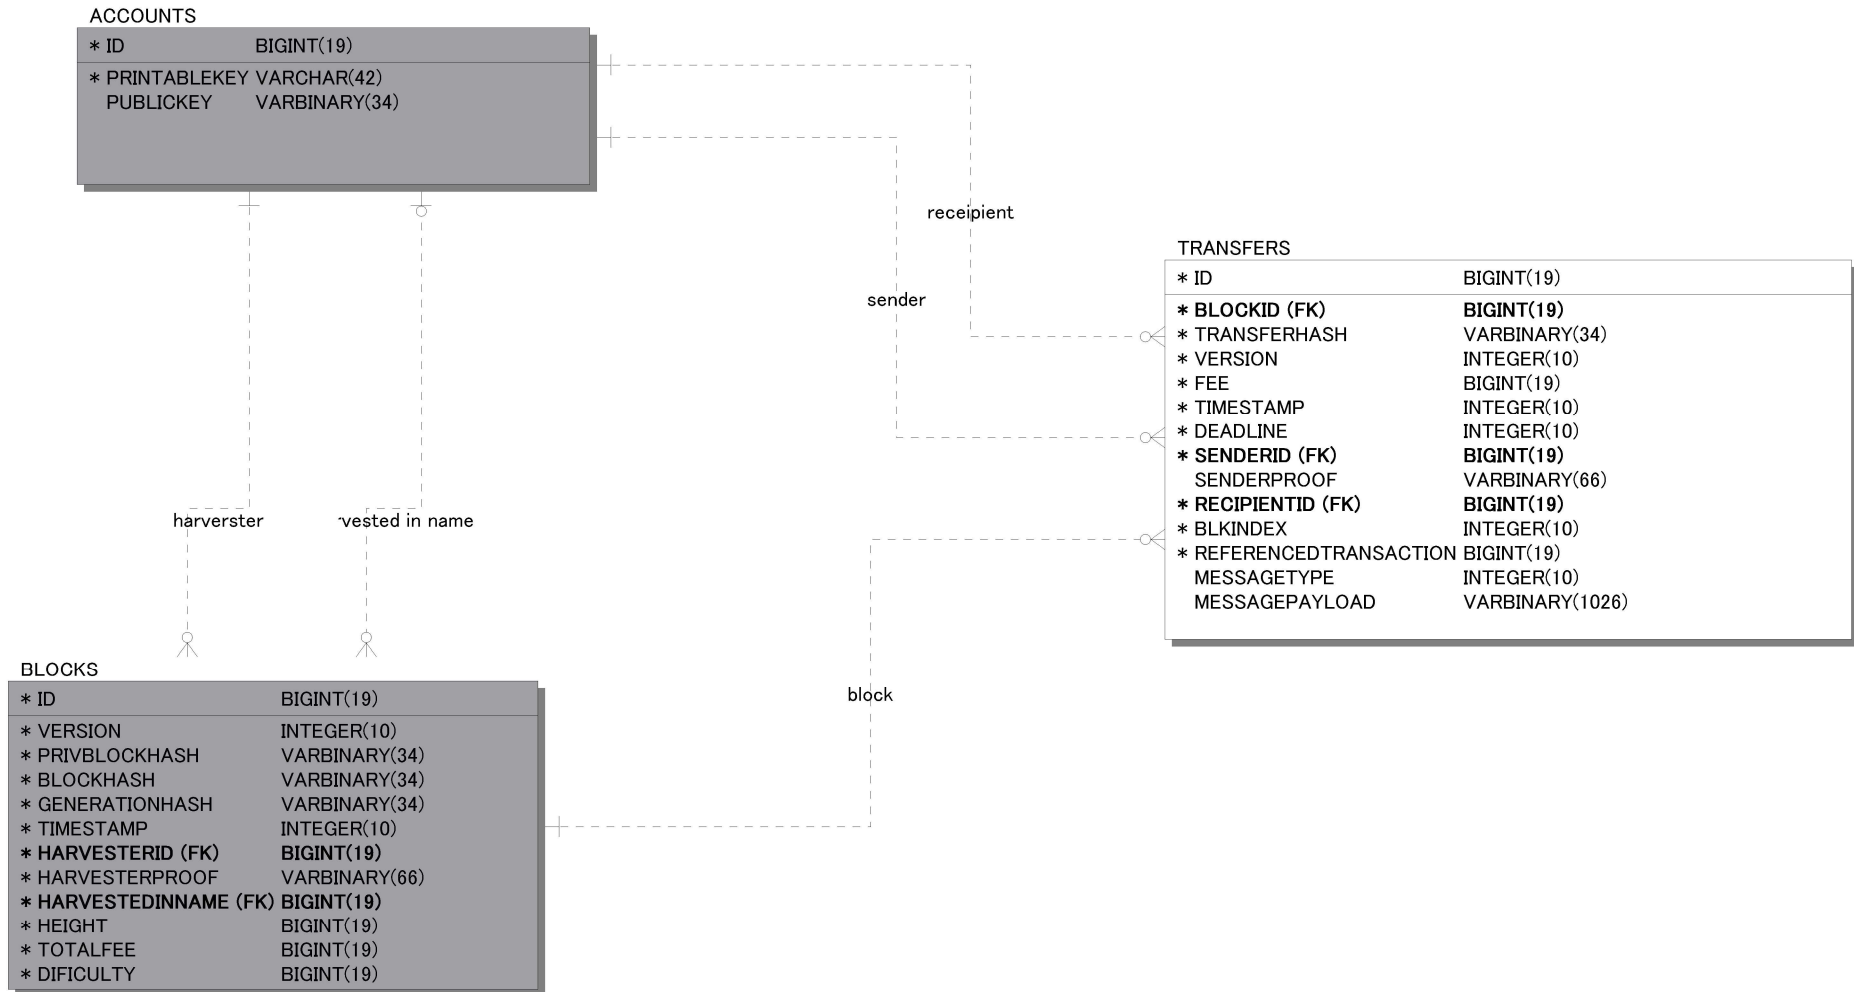 ACCOUNTS
* ID BIGINT(19)
* PRINTABLEKEY VARCHAR(42)
PUBLICKEY VARBINARY(34)
receipient
sender
TRANSFERS
* ID BIGINT(19)
* BLOCKID (FK) BIGINT(19)
* TRANSFERHASH VARBINARY(34)
* VERSION INTEGER(10)
* FEE BIGINT(19)
* TIMESTAMP INTEGER(10)
* DEADLINE INTEGER(10)
* SENDERID (FK) BIGINT(19)
SENDERPROOF VARBINARY(66)
* RECIPIENTID (FK) BIGINT(19)
* BLKINDEX INTEGER(10)
* REFERENCEDTRANSACTION BIGINT(19)
MESSAGETYPE INTEGER(10)
MESSAGEPAYLOAD VARBINARY(1026)
harverster
rvested in name
block
BLOCKS
* ID BIGINT(19)
* VERSION INTEGER(10)
* PRIVBLOCKHASH VARBINARY(34)
* BLOCKHASH VARBINARY(34)
* GENERATIONHASH VARBINARY(34)
* TIMESTAMP INTEGER(10)
* HARVESTERID (FK) BIGINT(19)
* HARVESTERPROOF VARBINARY(66)
* HARVESTEDINNAME (FK) BIGINT(19)
* HEIGHT BIGINT(19)
* TOTALFEE BIGINT(19)
* DIFICULTY BIGINT(19)